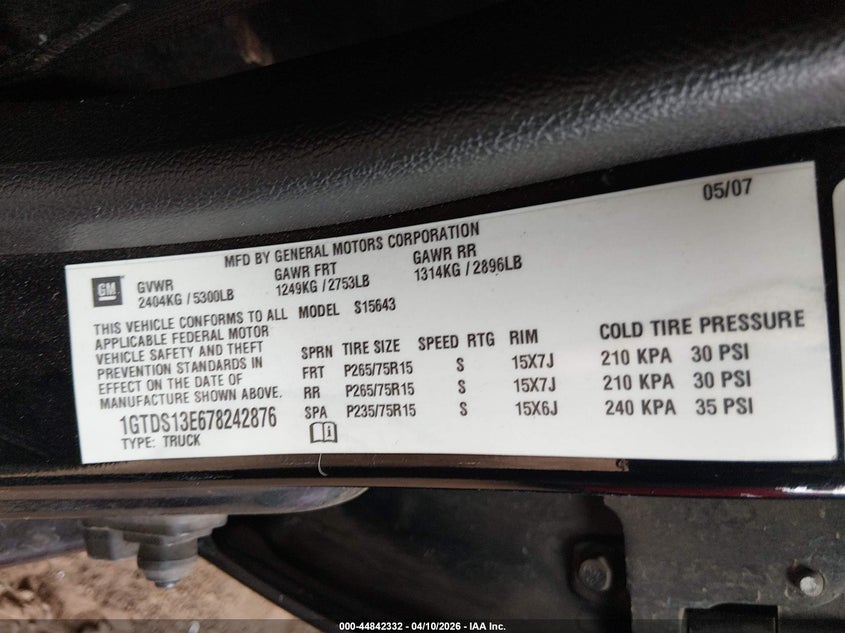 05/07
MFD BY GENERAL MOTORS CORPORATION
GM
GVWR GAWR FRT GAWR RR
2404KG / 5300LB 1249KG / 2753LB 1314KG / 2896LB
THIS VEHICLE CONFORMS TO ALL
APPLICABLE FEDERAL MOTOR
VEHICLE SAFETY AND THEFT
PREVENTION STANDARDS IN
EFFECT ON THE DATE OF
MANUFACTURE SHOWN ABOVE.
1GTDS13E678242876
TYPE: TRUCK
MODEL S15643
SPRN TIRE SIZE SPEED RTG RIM COLD TIRE PRESSURE
FRT P265/75R15 S 15X7J 210 KPA 30 PSI
RR P265/75R15 S 15X7J 210 KPA 30 PSI
SPA P235/75R15 S 15X6J 240 KPA 35 PSI
000-44842332 - 04/10/2026 - IAA Inc.